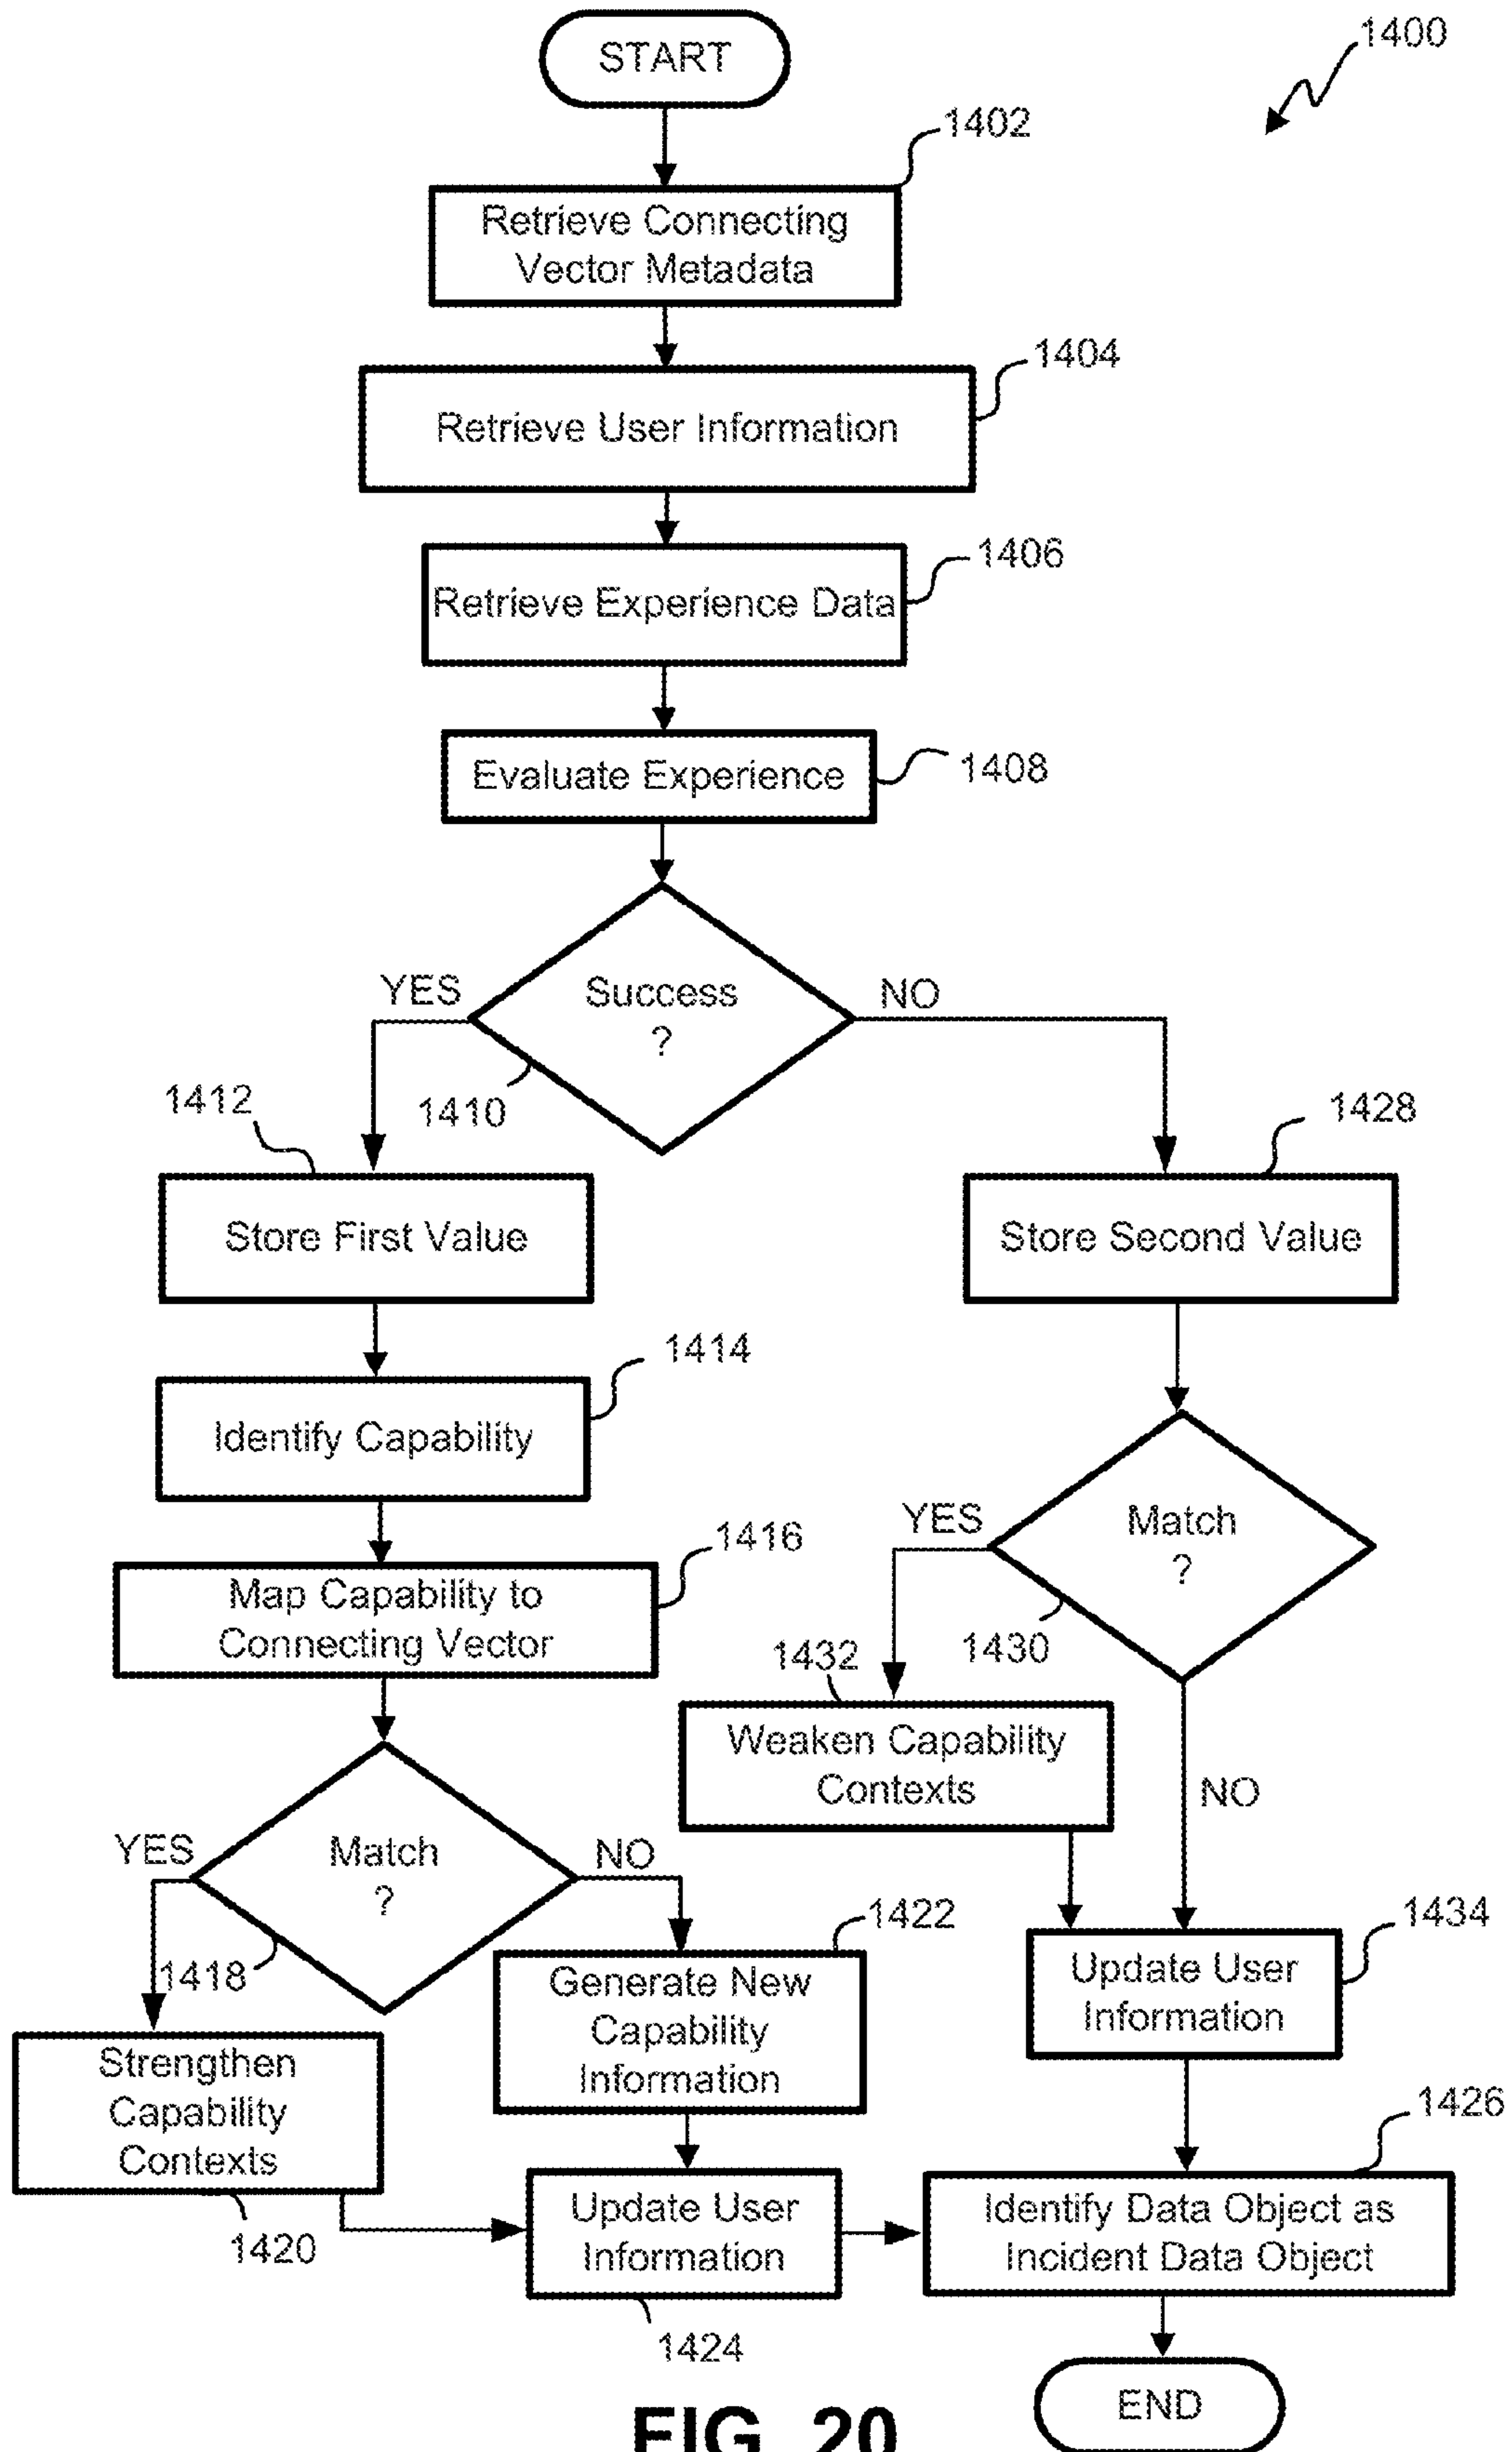 START
1400
1402
Retrieve Connecting
Vector Metadata
1404
Retrieve User Information
1406
Retrieve Experience Data
Evaluate Experience
1408
YES
Success
?
NO
1410
1412
1428
Store First Value
Store Second Value
1414
Identify Capability
YES
Match
?
1416
Map Capability to
Connecting Vector
1430
1432
Weaken Capability
Contexts
NO
YES
Match
?
NO
1418
1422
1434
Generate New
Capability
Information
Update User
Information
Strengthen
Capability
Contexts
1420
1426
Update User
Information
Identify Data Object as
Incident Data Object
1424
END
FIG. 20